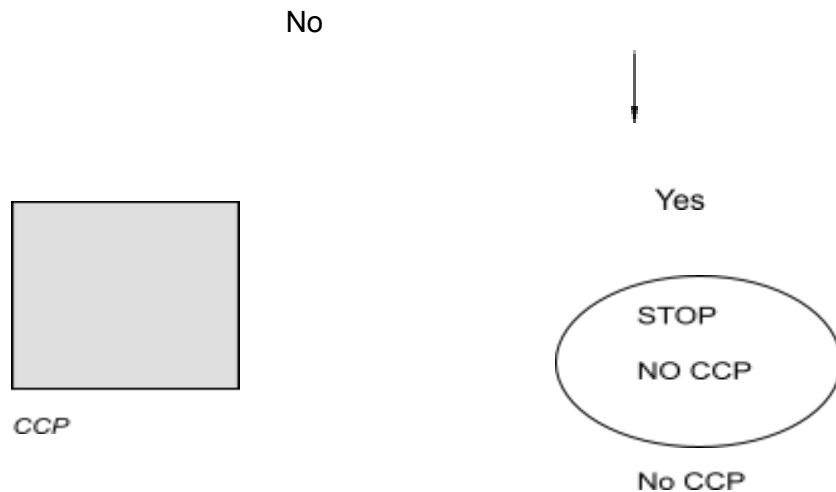 No
Yes
STOP
NO CCP
CCP
No CCP